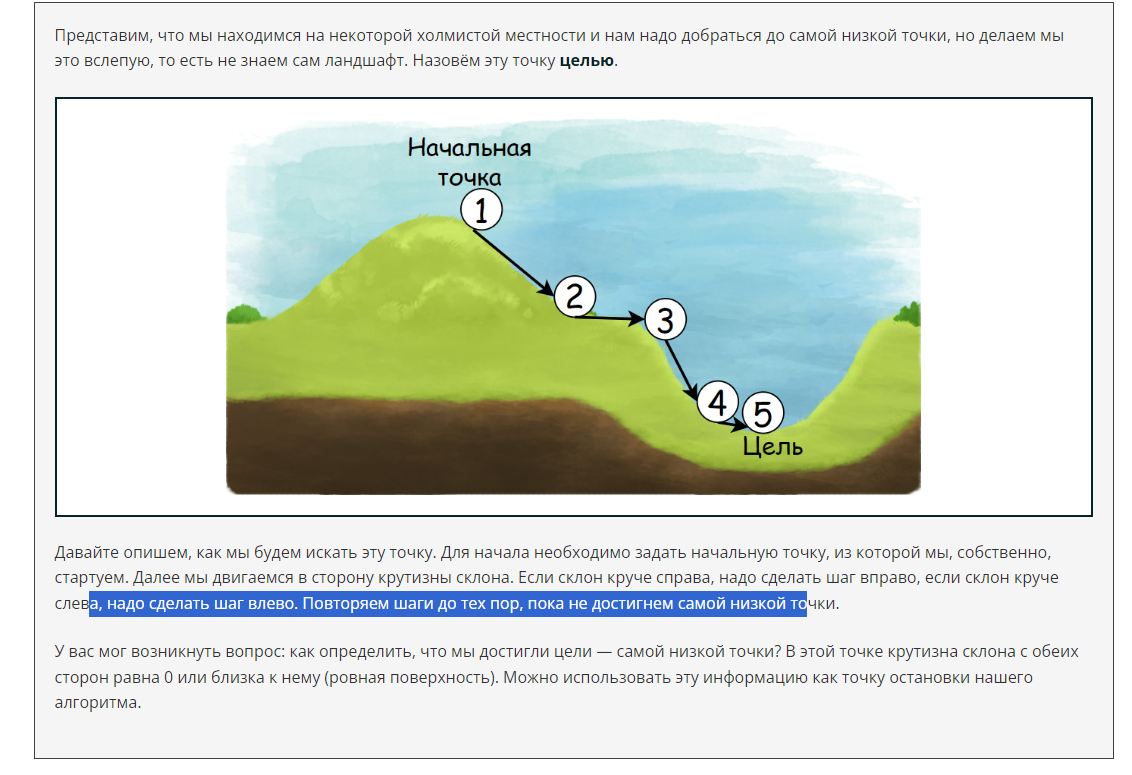 Представим, что мы находимся на некоторой холмистой местности и нам надо добраться до самой низкой точки, но делаем мы
это вслепую, то есть не знаем сам ландшафт. Назовём эту точку целью.
Начальная
точка
1
2
3
4
5
Цель
Давайте опишем, как мы будем искать эту точку. Для начала необходимо задать начальную точку, из которой мы, собственно,
стартуем. Далее мы двигаемся в сторону крутизны склона. Если склон круче справа, надо сделать шаг вправо, если склон круче
слева, надо сделать шаг влево. Повторяем шаги до тех пор, пока не достигнем самой низкой точки.
У вас мог возникнуть вопрос: как определить, что мы достигли цели — самой низкой точки? В этой точке крутизна склона с обеих
сторон равна 0 или близка к нему (ровная поверхность). Можно использовать эту информацию как точку остановки нашего
алгоритма.